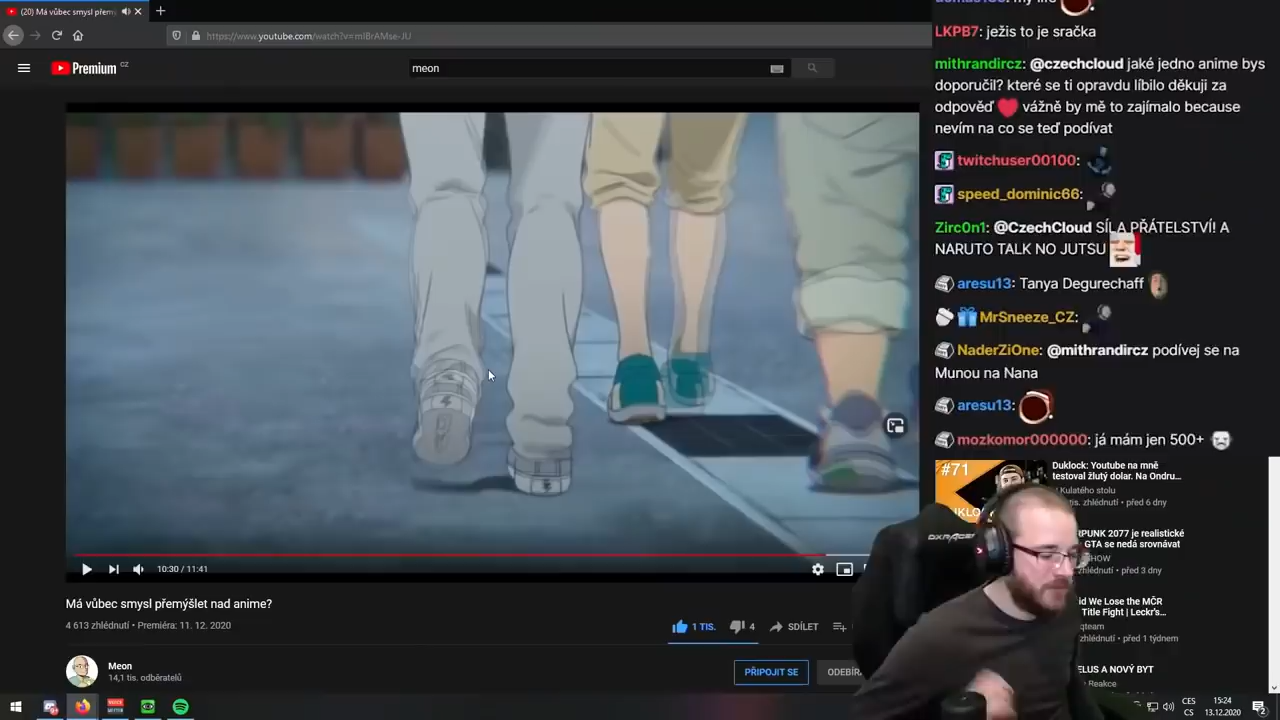 (20) Má vůbec smysl přemý
https://www.youtube.com/watch?v=mIBrAMse-JU
Premium CZ
meon
10:30 / 11:41
Má vůbec smysl přemýšlet nad anime?
4 613 zhlédnutí • Premiéra: 11. 12. 2020
1 TIS.
4
SDÍLET
Meon
14,1 tis. odběratelů
PŘIPOJIT SE
ODEBÍRÁ
LKPB7: ježis to je sračka
mithrandircz: @czechcloud jaké jedno anime bys
doporučil? které se ti opravdu líbilo děkuji za
odpověď vážně by mě to zajímalo because
nevím na co se teď podívat
twitchuser00100:
speed_dominic66:
Zirc0n1: @CzechCloud SÍLA PŘÁTELSTVÍ! A
NARUTO TALK NO JUTSU
aresu13: Tanya Degurechaff
MrSneeze_CZ:
NaderZiOne: @mithrandircz podívej se na
Munou na Nana
aresu13:
mozkomor000000: já mám jen 500+
#71
Duklock: Youtube na mně
testoval žlutý dolar. Na Ondru...
Kulatého stolu
tis. zhlédnutí • před 6 dny
RPUNK 2077 je realistické
GTA se nedá srovnávat
SHOW
zhlédnutí • před 3 dny
id We Lose the MČR
Title Fight | Leckr's...
qteam
zhlédnutí • před 1 týdnem
ELUS A NOVÝ BYT
Reakce
DXRACER
CES
CS
15:24
13.12.2020
2